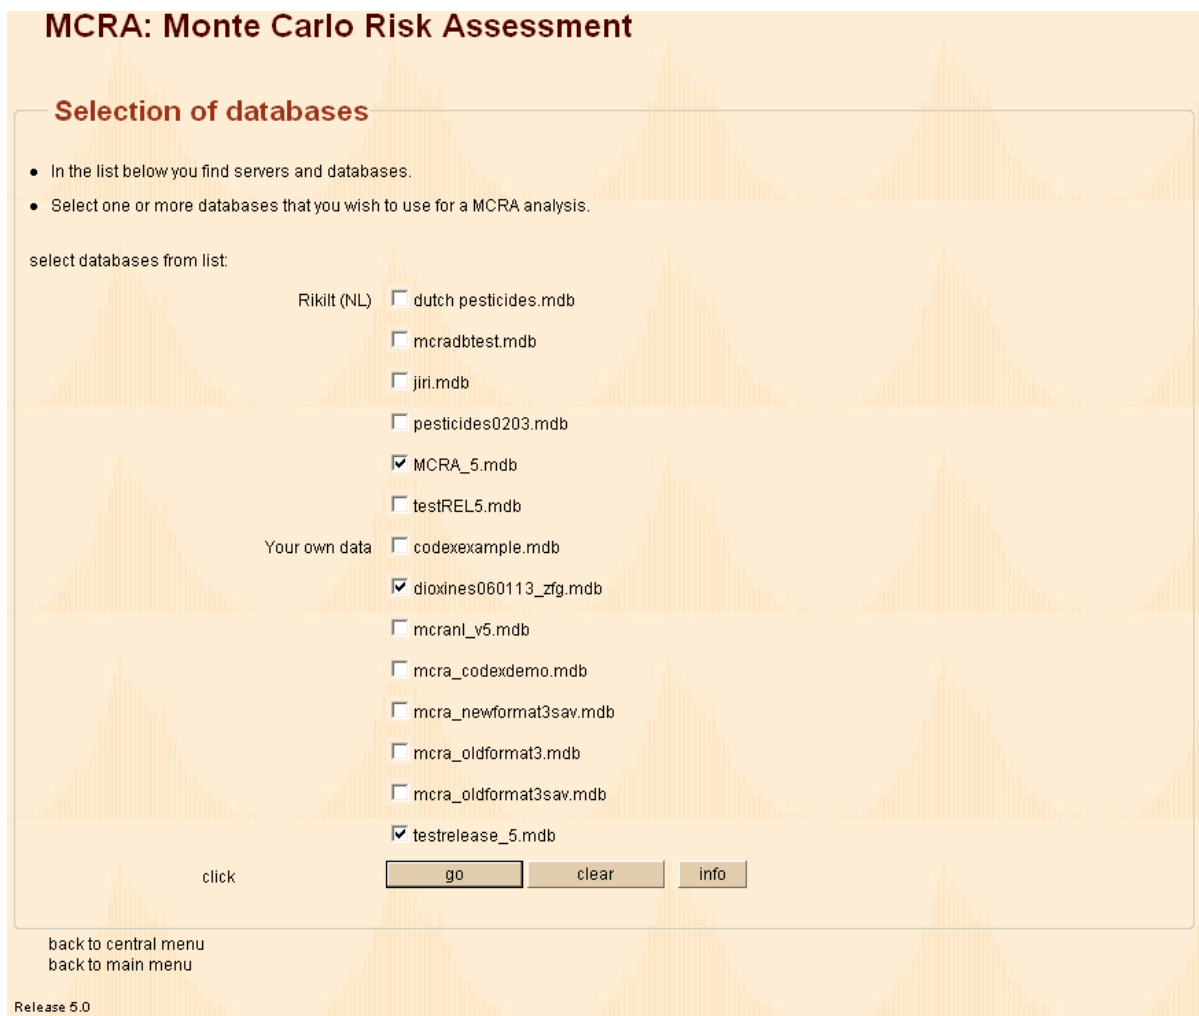 MCRA: Monte Carlo Risk Assessment
Selection of databases
• In the list below you find servers and databases.
• Select one or more databases that you wish to use for a MCRA analysis.
select databases from list:
Rikilt (NL) dutch pesticides.mdb
mcradbtest.mdb
jiri.mdb
pesticides0203.mdb
MCRA_5.mdb
testREL5.mdb
Your own data codexexample.mdb
dioxines060113_zfg.mdb
mcranl_v5.mdb
mcra_codexdemo.mdb
mcra_newformat3sav.mdb
mcra_oldformat3.mdb
mcra_oldformat3sav.mdb
testrelease_5.mdb
click go clear info
back to central menu
back to main menu
Release 5.0